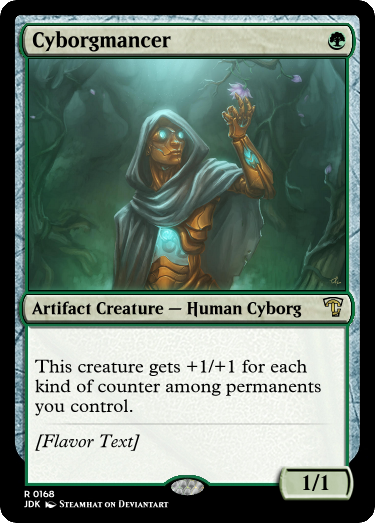 Cyborgmancer
Artifact Creature — Human Cyborg
This creature gets +1/+1 for each
kind of counter among permanents
you control.
[Flavor Text]
1/1
R 0168
JDK Steamhat on Deviantart